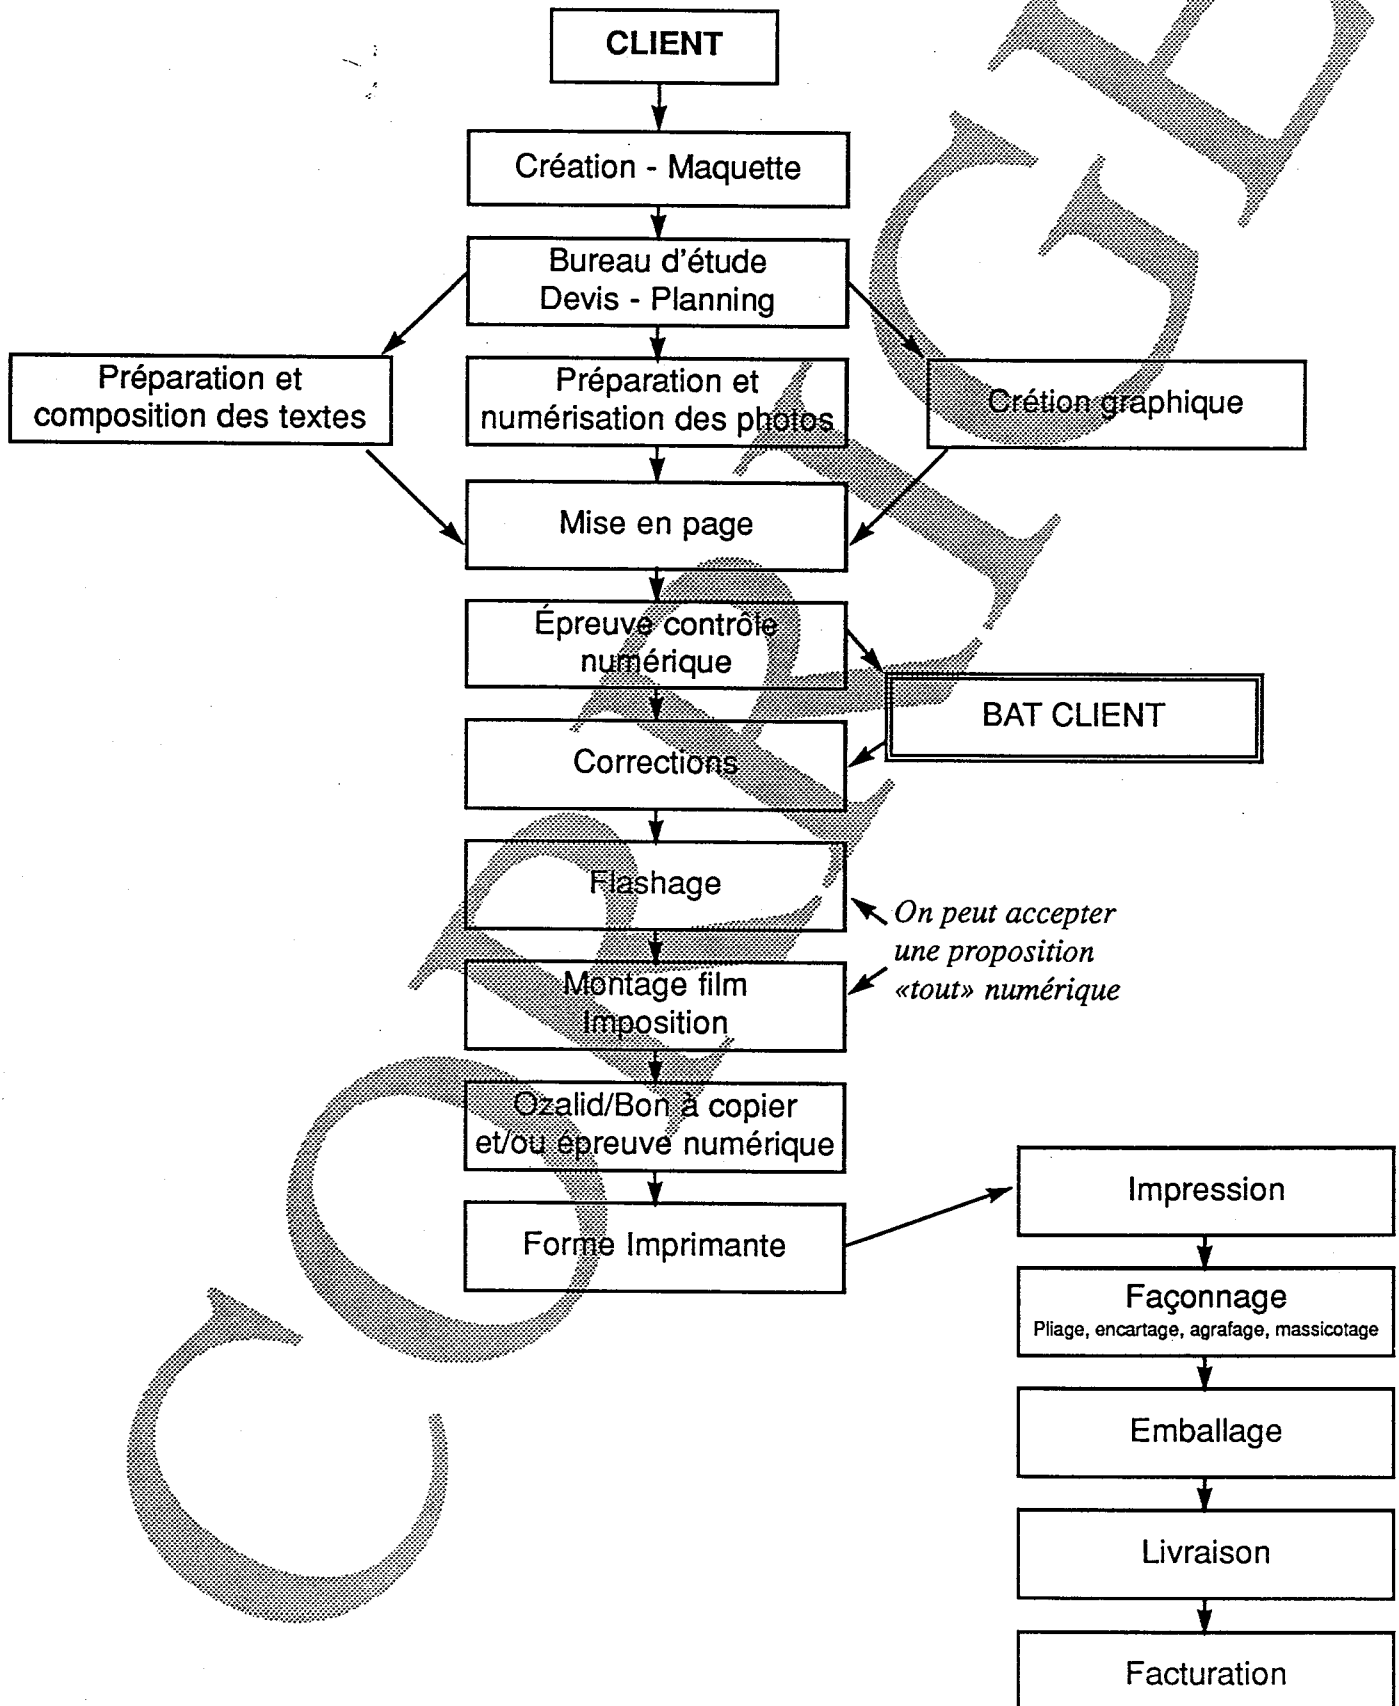 CLIENT
Création - Maquette
Bureau d'étude
Devis - Planning
Préparation et
composition des textes
Préparation et
numérisation des photos
Crétion graphique
Mise en page
Épreuve contrôle
numérique
BAT CLIENT
Corrections
Flashage
On peut accepter
une proposition
«tout» numérique
Montage film
Imposition
Ozalid/Bon à copier
et/ou épreuve numérique
Forme Imprimante
Impression
Façonnage
Pliage, encartage, agrafage, massicotage
Emballage
Livraison
Facturation
CORRIGE